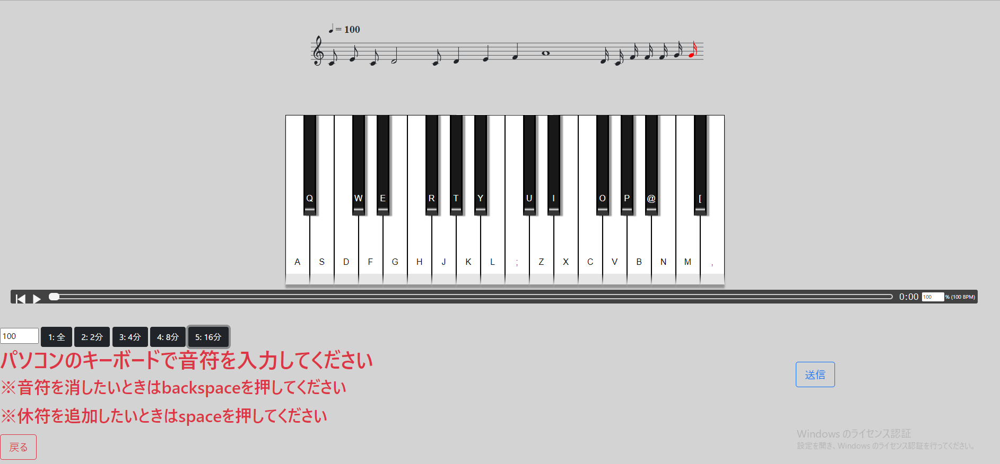 = 100
Q W E R T Y U I O P @ [
A S D F G H J K L ; Z X C V B N M ,
0:00 100 % (100 BPM)
100 1: 全 2: 2分 3: 4分 4: 8分 5: 16分
パソコンのキーボードで音符を入力してください
※音符を消したいときはbackspaceを押してください
送信
※休符を追加したいときはspaceを押してください
戻る
Windows のライセンス認証
設定を開き、Windows のライセンス認証を行ってください。